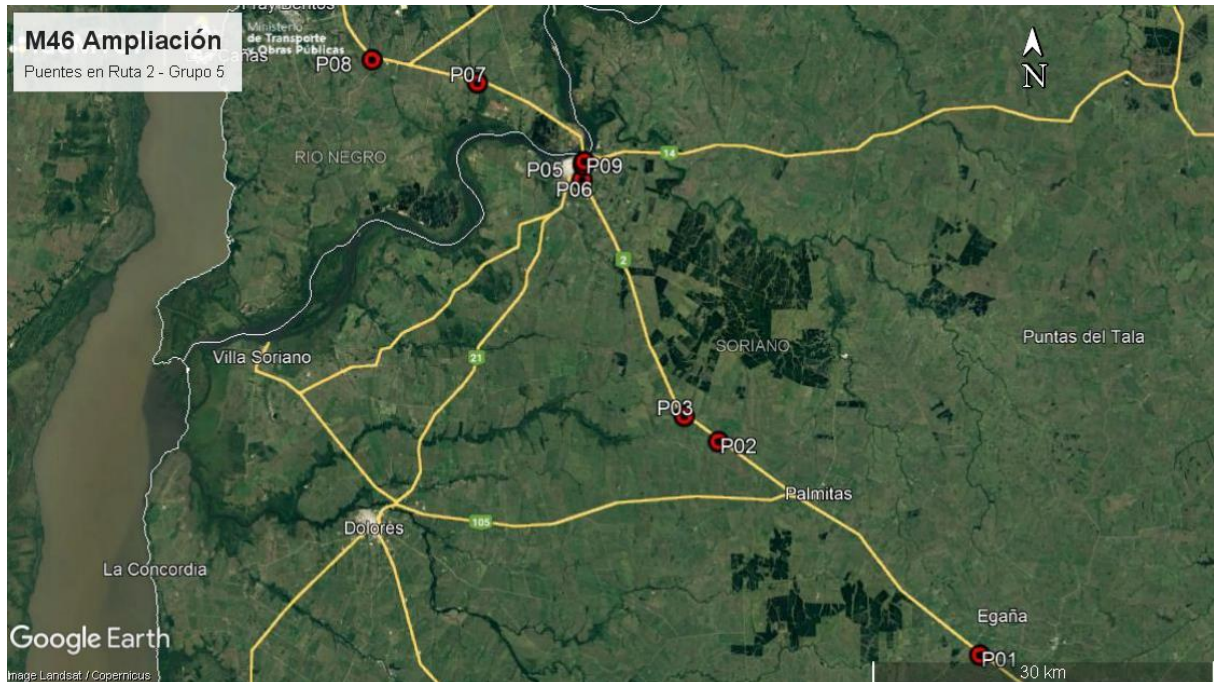 Fray Bentos
M46 Ampliación
Puentes en Ruta 2 - Grupo 5
Ministerio
de Transporte
y Obras Públicas
Cañas
P08
P07
N
RIO NEGRO
14
P05
P09
P06
2
Puntas del Tala
SORIANO
Villa Soriano
21
P03
P02
Palmitas
105
Dolores
La Concordia
Egaña
P01
Google Earth
30 km
Image Landsat / Copernicus